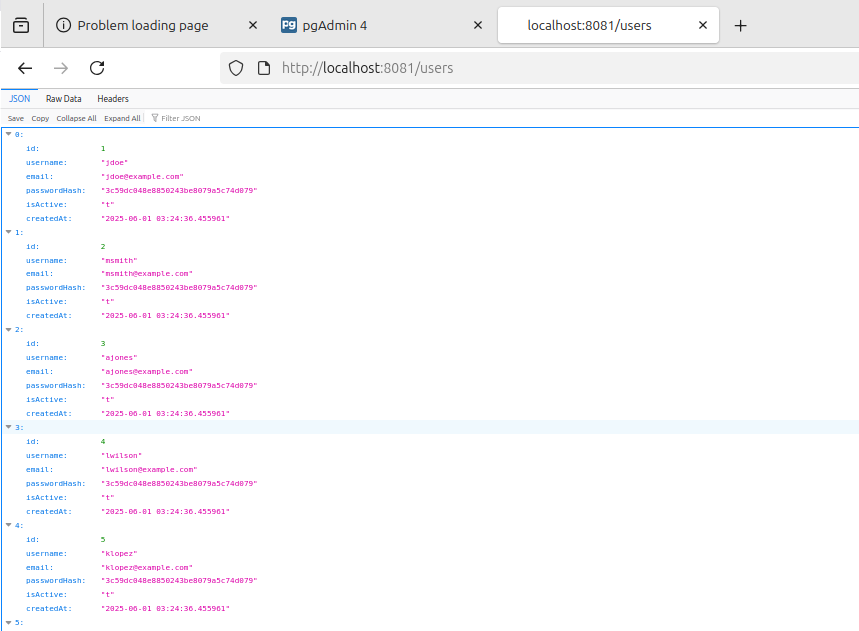 Problem loading page
pg pgAdmin 4
localhost:8081/users
http://localhost:8081/users
JSON Raw Data Headers
Save Copy Collapse All Expand All Filter JSON
0:
id: 1
username: "jdoe"
email: "jdoe@example.com"
passwordHash: "3c59dc048e8850243be8079a5c74d079"
isActive: "t"
createdAt: "2025-06-01 03:24:36.455961"
1:
id: 2
username: "msmith"
email: "msmith@example.com"
passwordHash: "3c59dc048e8850243be8079a5c74d079"
isActive: "t"
createdAt: "2025-06-01 03:24:36.455961"
2:
id: 3
username: "ajones"
email: "ajones@example.com"
passwordHash: "3c59dc048e8850243be8079a5c74d079"
isActive: "t"
createdAt: "2025-06-01 03:24:36.455961"
3:
id: 4
username: "lwilson"
email: "lwilson@example.com"
passwordHash: "3c59dc048e8850243be8079a5c74d079"
isActive: "t"
createdAt: "2025-06-01 03:24:36.455961"
4:
id: 5
username: "klopez"
email: "klopez@example.com"
passwordHash: "3c59dc048e8850243be8079a5c74d079"
isActive: "t"
createdAt: "2025-06-01 03:24:36.455961"
5: